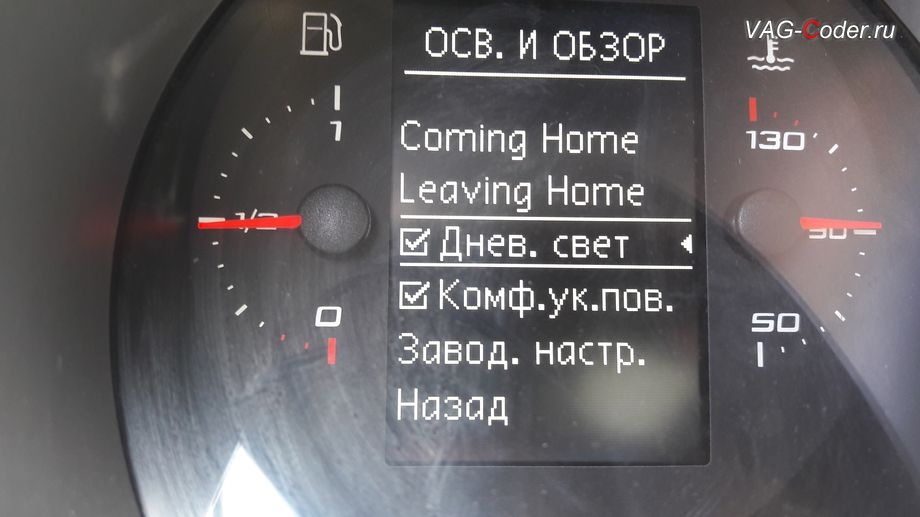 VAG-Coder.ru
ОСВ. И ОБЗОР
1
130
Coming Home
Leaving Home
1/2
90
☑ Днев. свет
☑ Комф.ук.пов.
0
50
Завод. настр.
Назад